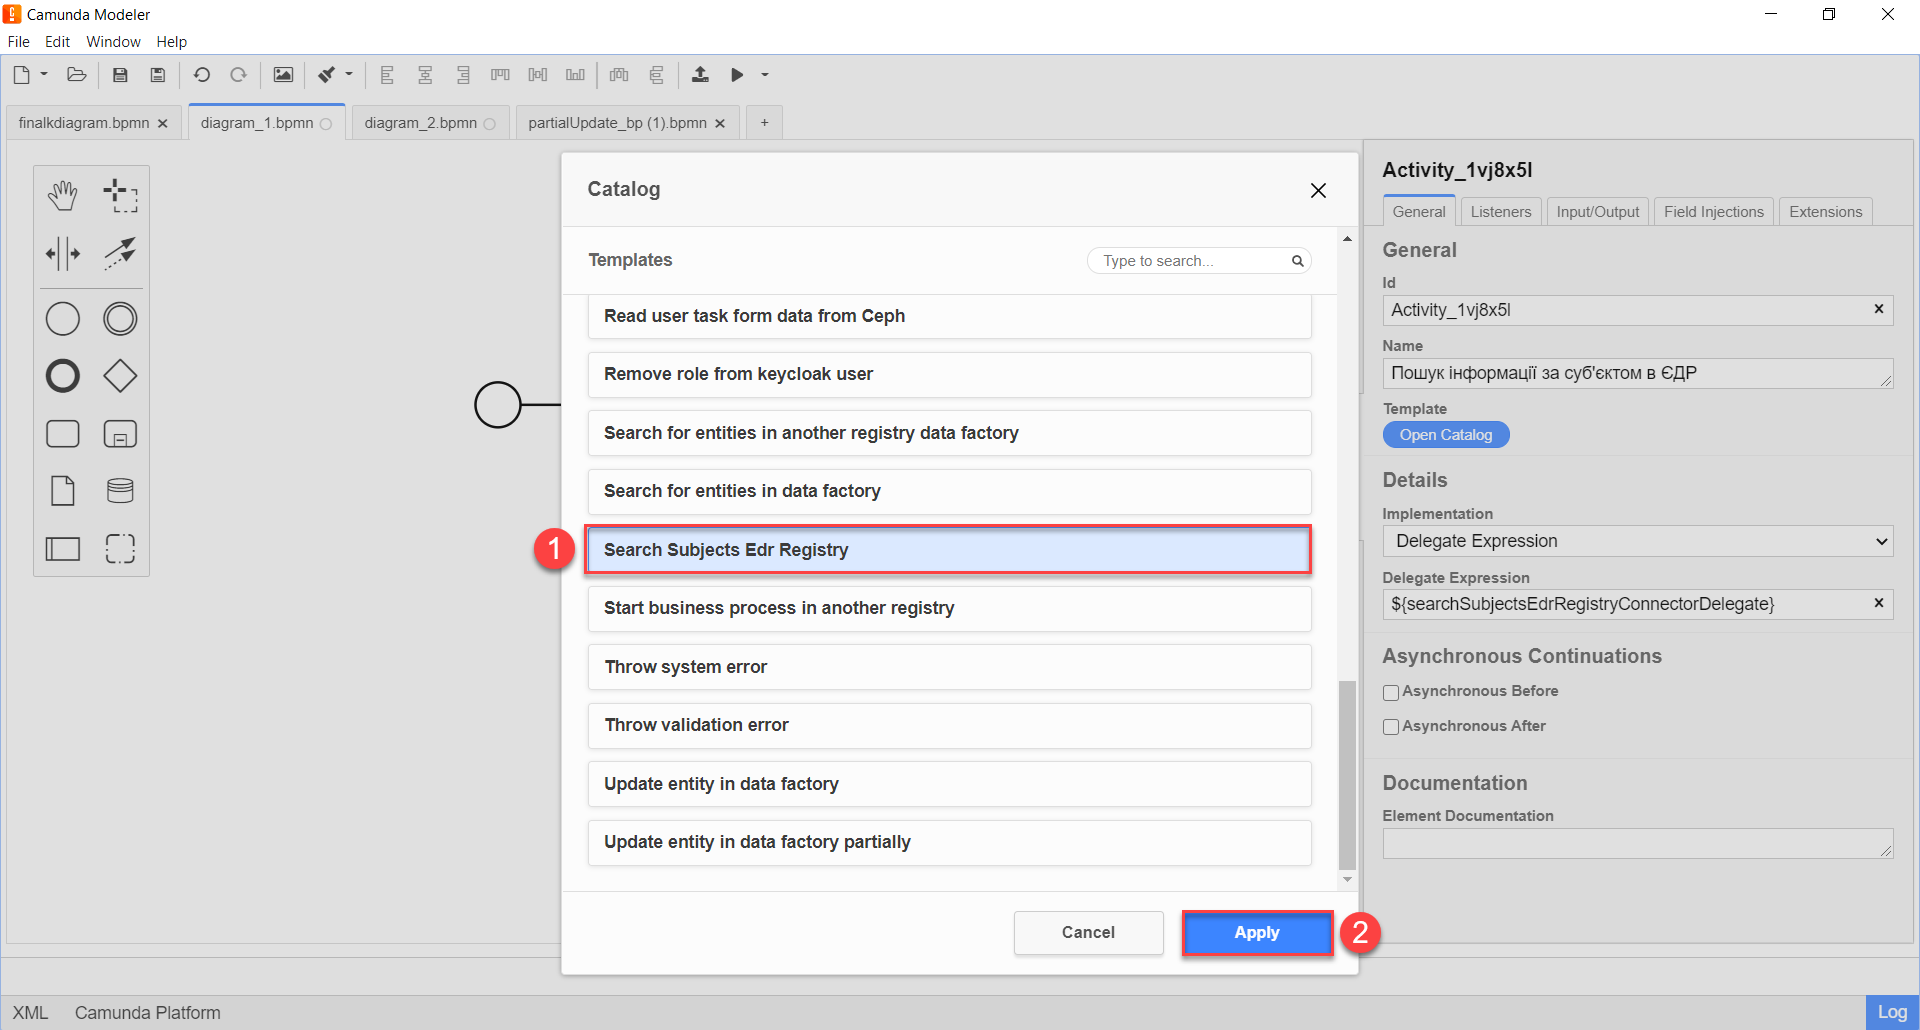 Camunda Modeler
File Edit Window Help
finalkdiagram.bpmn
diagram_1.bpmn
diagram_2.bpmn
partialUpdate_bp (1).bpmn
+
Catalog
Templates
Type to search...
Read user task form data from Ceph
Remove role from keycloak user
Search for entities in another registry data factory
Search for entities in data factory
1
Search Subjects Edr Registry
Start business process in another registry
Throw system error
Throw validation error
Update entity in data factory
Update entity in data factory partially
Cancel
Apply
2
Activity_1vj8x5l
General Listeners Input/Output Field Injections Extensions
General
Id
Activity_1vj8x5l
Name
Пошук інформації за суб'єктом в ЄДР
Template
Open Catalog
Details
Implementation
Delegate Expression
Delegate Expression
${searchSubjectsEdrRegistryConnectorDelegate}
Asynchronous Continuations
Asynchronous Before
Asynchronous After
Documentation
Element Documentation
XML Camunda Platform
Log